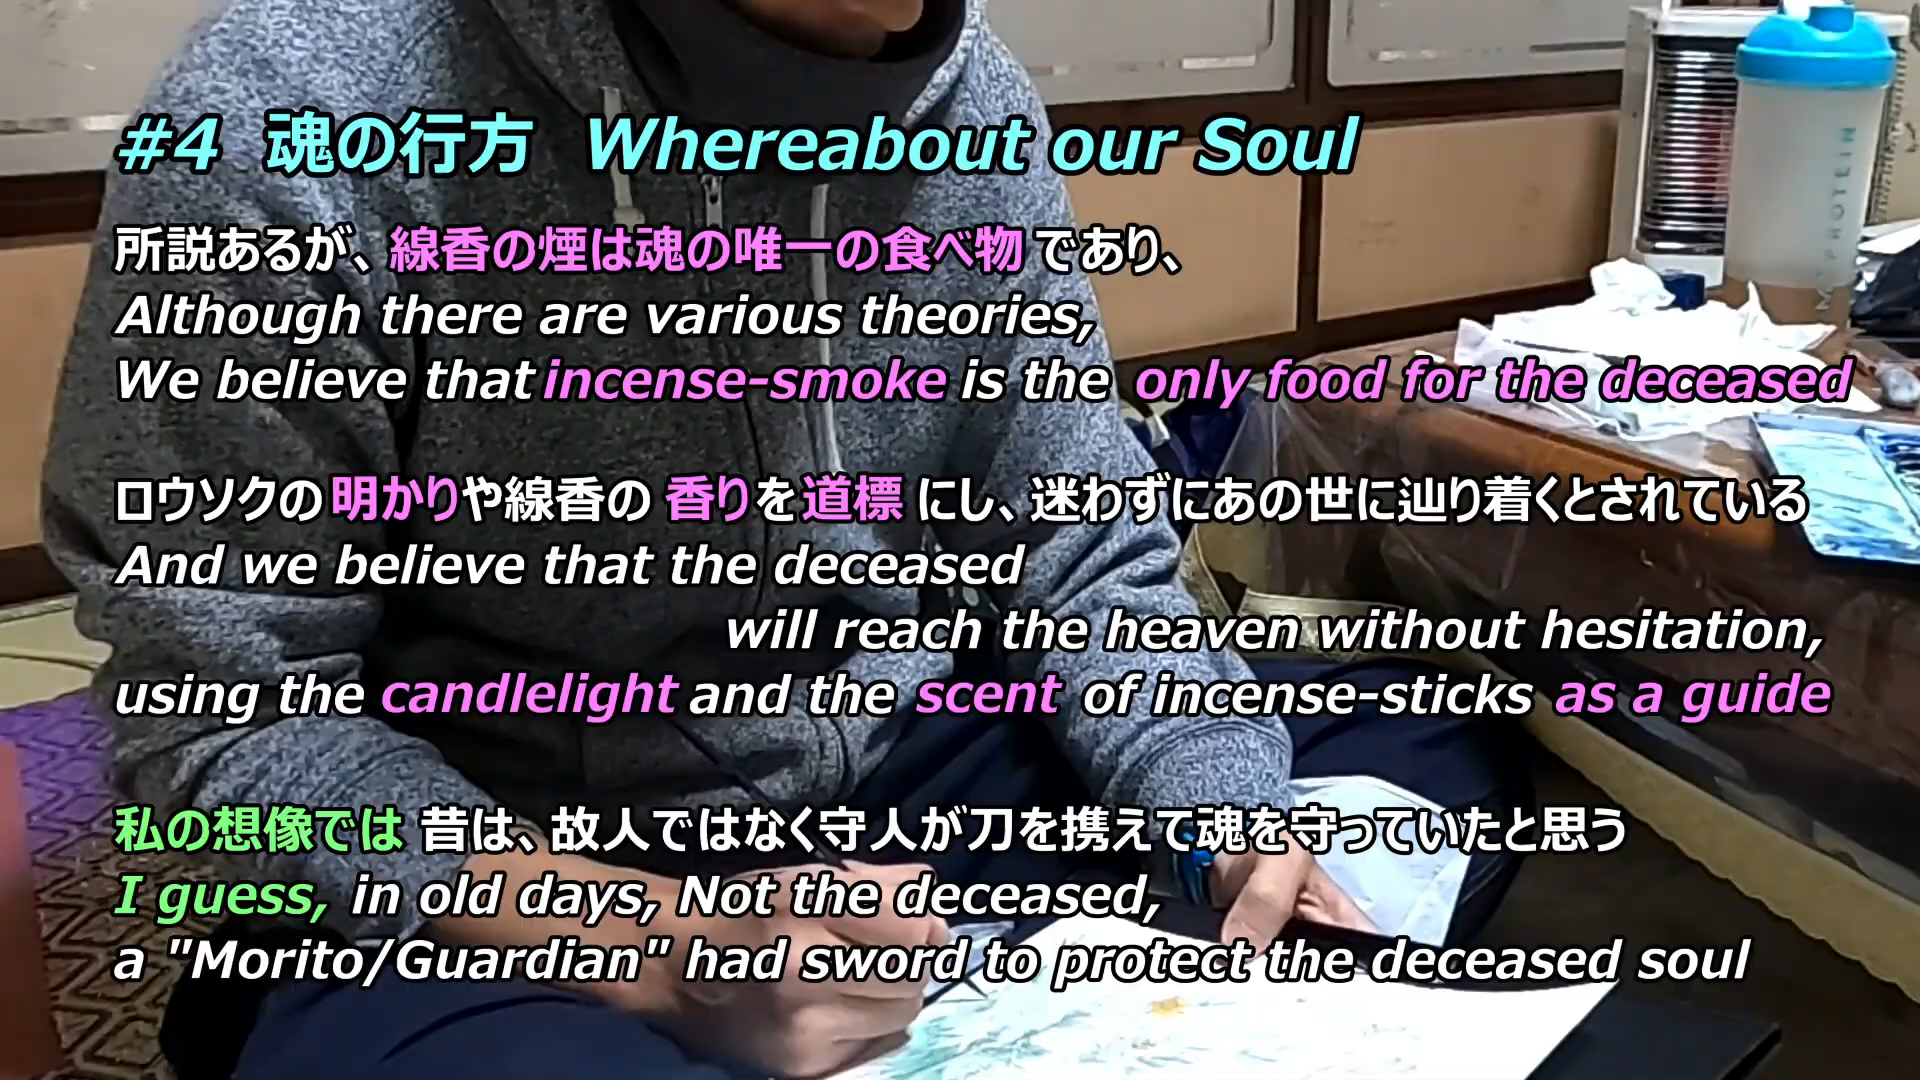 #4 魂の行方 Whereabout our Soul
所説あるが、線香の煙は魂の唯一の食べ物であり、
Although there are various theories,
We believe that incense-smoke is the only food for the deceased
ロウソクの明かりや線香の香りを道標にし、迷わずにあの世に辿り着くとされている
And we believe that the deceased
will reach the heaven without hesitation,
using the candlelight and the scent of incense-sticks as a guide
私の想像では 昔は、故人ではなく守人が刀を携えて魂を守っていたと思う
I guess, in old days, Not the deceased,
a "Morito/Guardian" had sword to protect the deceased soul
MYPROTEIN